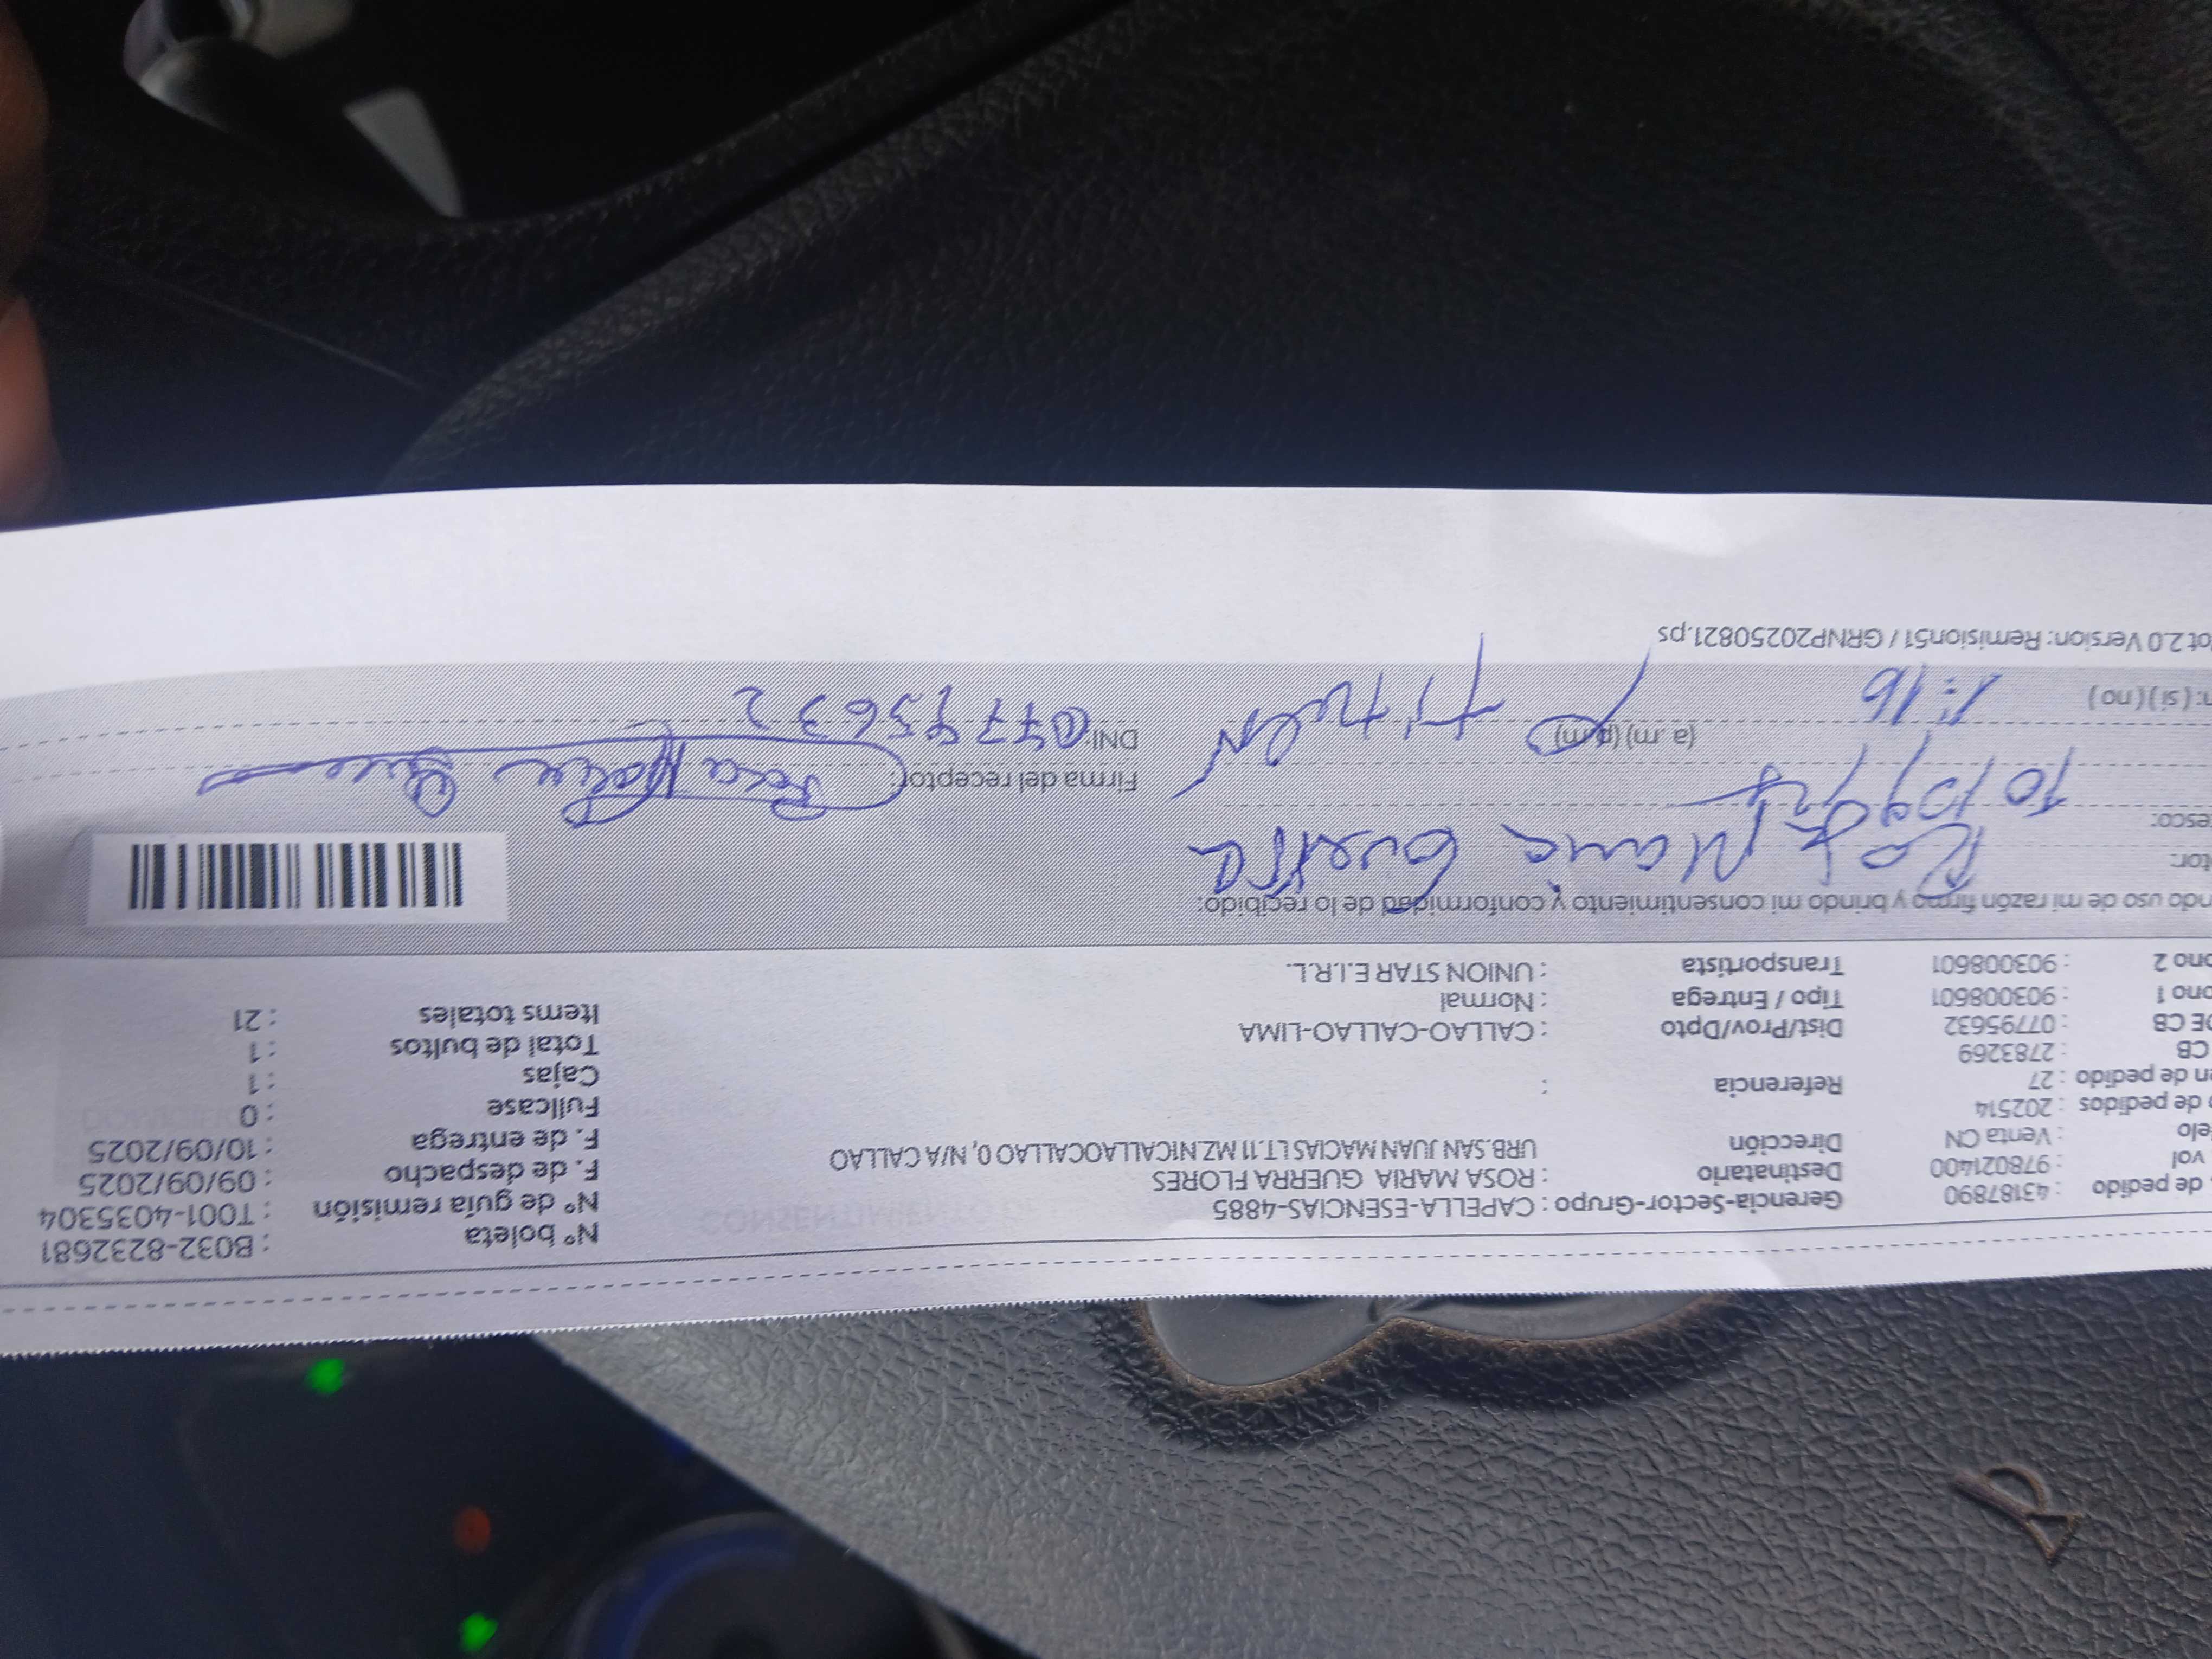 N° boleta : B032-8232681
de pedido : 43187890 Gerencia-Sector-Grupo : CAPELLA-ESENCIAS-4885 N° de guía remisión : T001-4035304
vol : 978021400 Destinatario : ROSA MARIA GUERRA FLORES F. de despacho : 09/09/2025
elo : Venta CN Dirección URB.SAN JUAN MACIAS LT.11 MZ.NICALLAOCALLAO 0, N/A CALLAO F. de entrega : 10/09/2025
de pedidos : 202514 Fullcase : 0
n de pedido : 27 Referencia : Cajas : 1
CB : 2783269 Total de bultos : 1
DE CB : 07795632 Dist/Prov/Dpto : CALLAO-CALLAO-LIMA Items totales : 21
ono 1 : 903008601 Tipo / Entrega : Normal
ono 2 : 903008601 Transportista : UNION STAR E.I.R.L.
ndo uso de mi razón firmo y brindo mi consentimiento y conformidad de lo recibido:
tor: Rosa Maria Guerra
esco: Firma del receptor:
10/09/25 Titular
1:16 (a.m) (p.m) DNI: 07795632
n: (si) (no)
ot 2.0 Version: Remision51 / GRNP20250821.ps